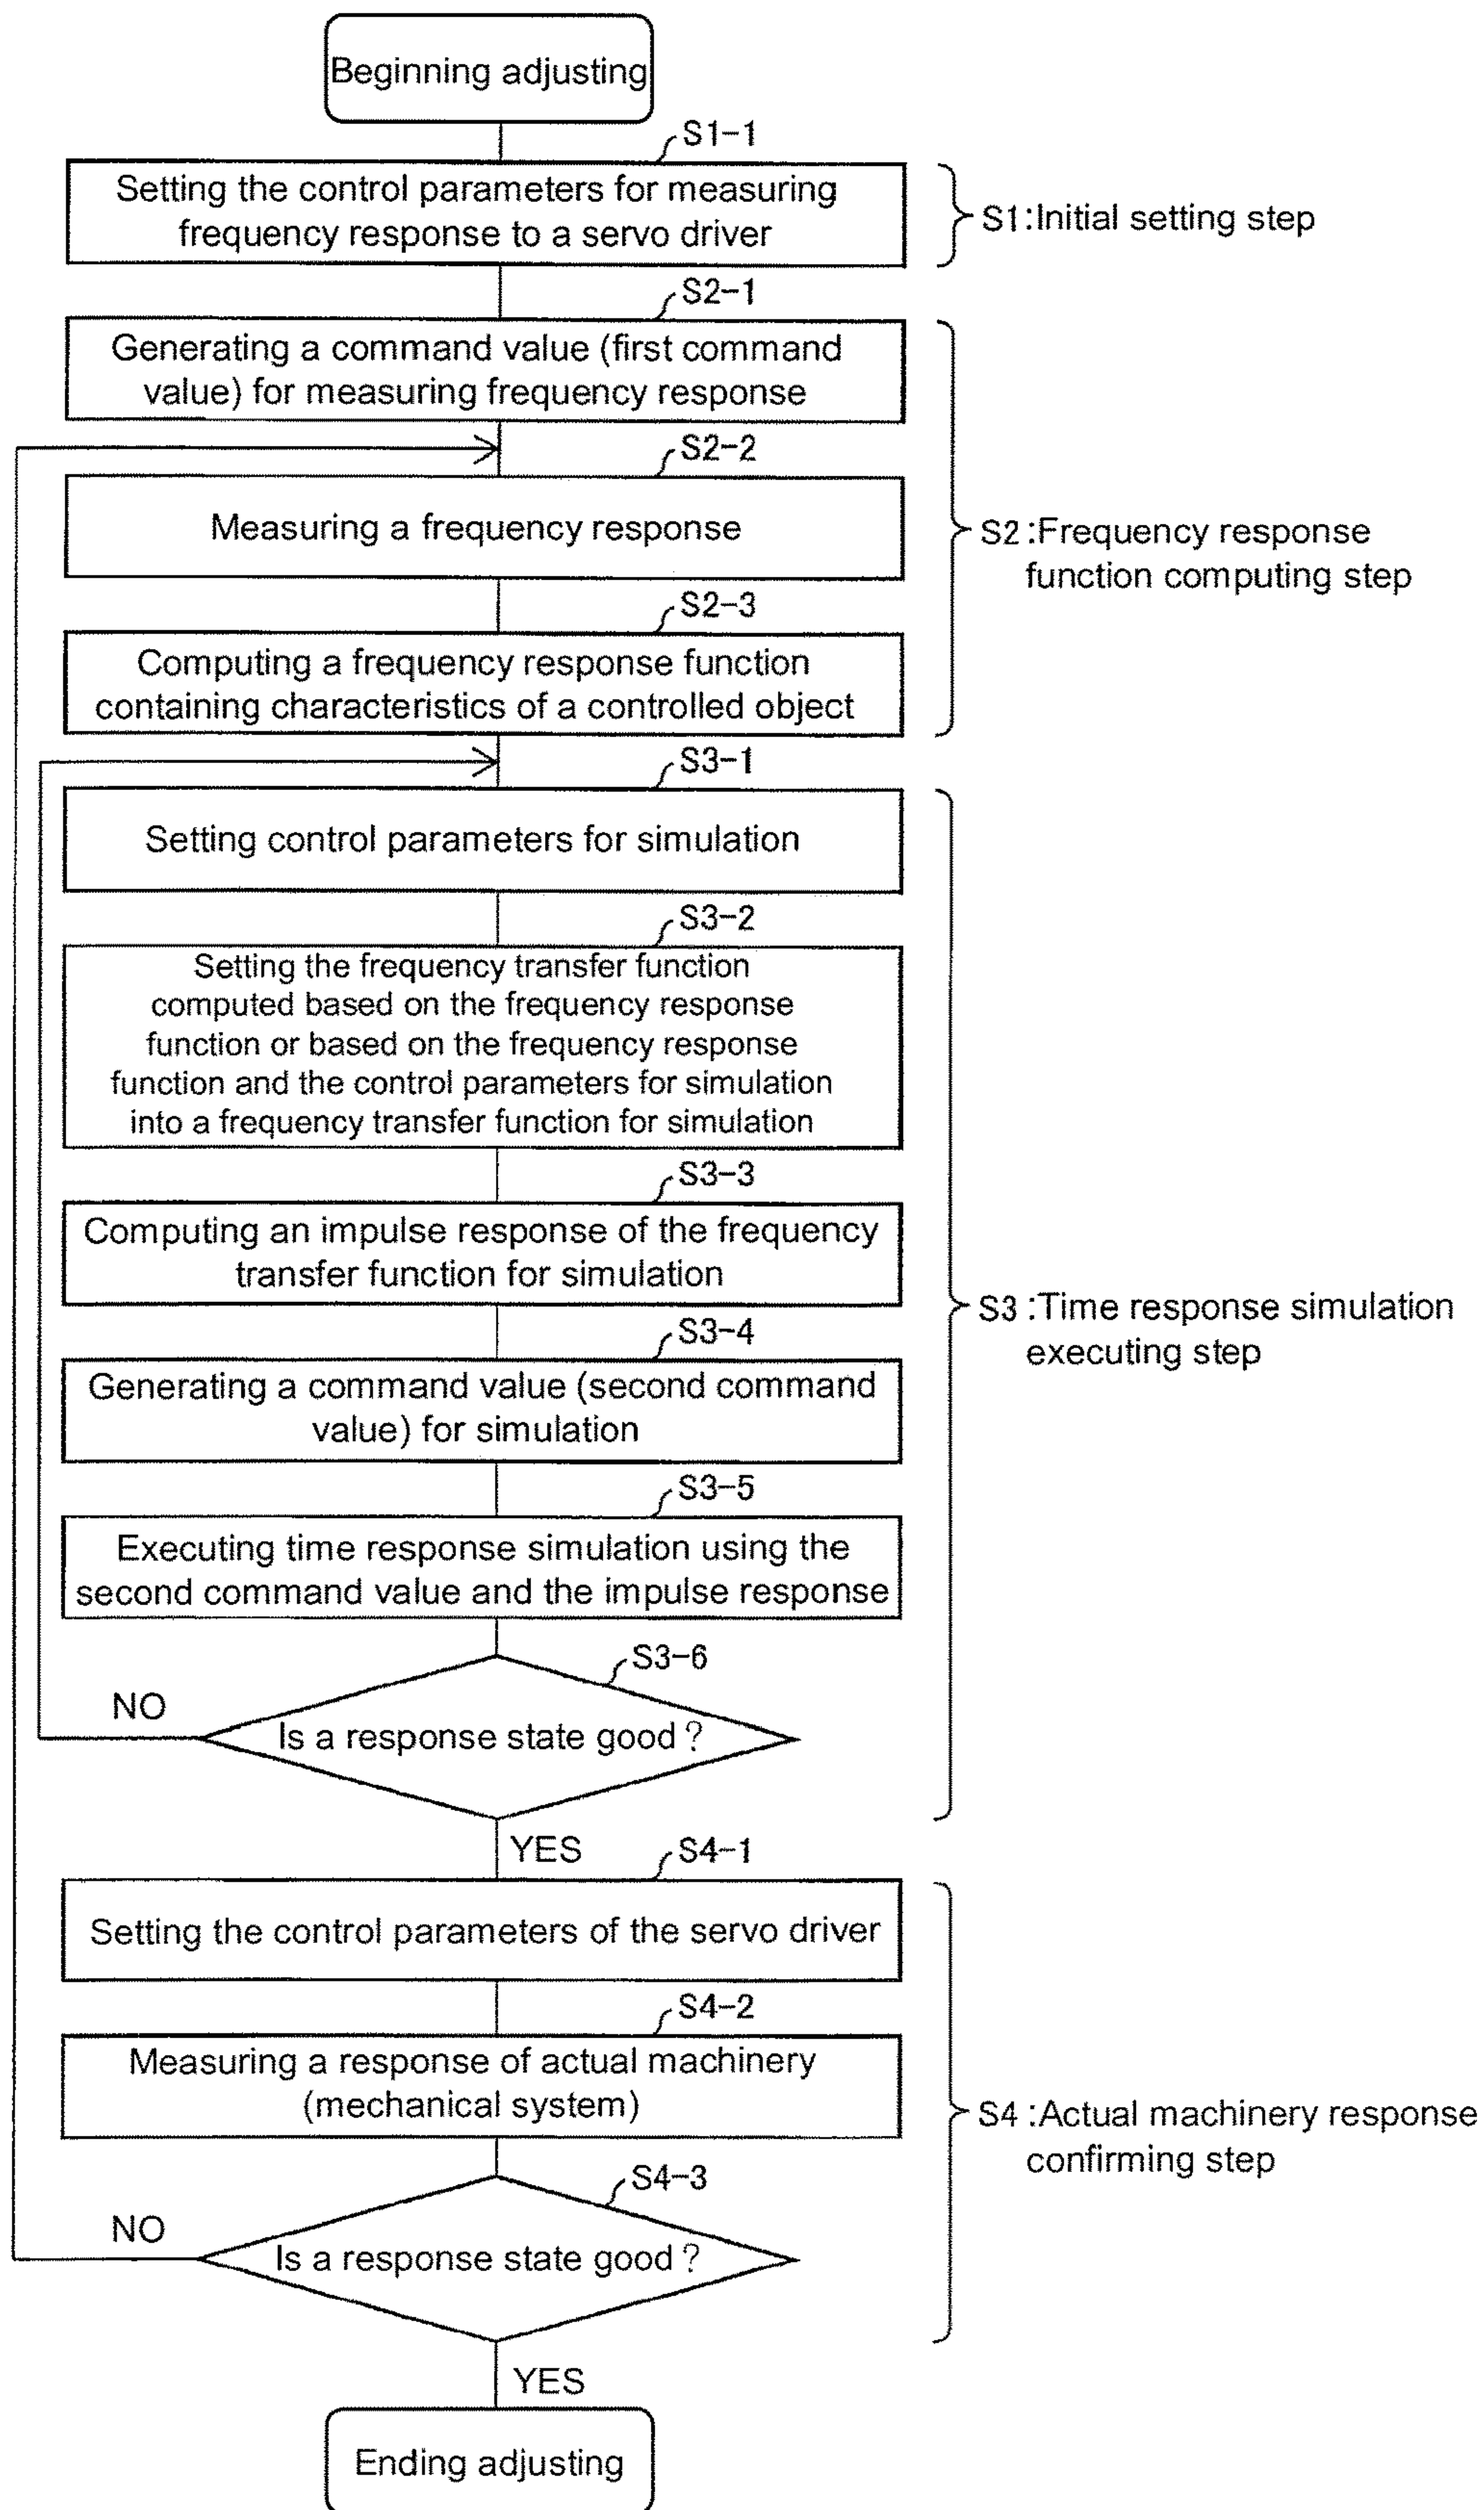 Beginning adjusting
S1-1
Setting the control parameters for measuring
frequency response to a servo driver
S1:Initial setting step
S2-1
Generating a command value (first command
value) for measuring frequency response
S2-2
Measuring a frequency response
S2:Frequency response
function computing step
S2-3
Computing a frequency response function
containing characteristics of a controlled object
S3-1
Setting control parameters for simulation
S3-2
Setting the frequency transfer function
computed based on the frequency response
function or based on the frequency response
function and the control parameters for simulation
into a frequency transfer function for simulation
S3-3
Computing an impulse response of the frequency
transfer function for simulation
S3:Time response simulation
executing step
S3-4
Generating a command value (second command
value) for simulation
S3-5
Executing time response simulation using the
second command value and the impulse response
S3-6
NO
Is a response state good?
YES
S4-1
Setting the control parameters of the servo driver
S4-2
Measuring a response of actual machinery
(mechanical system)
S4:Actual machinery response
confirming step
S4-3
NO
Is a response state good?
YES
Ending adjusting